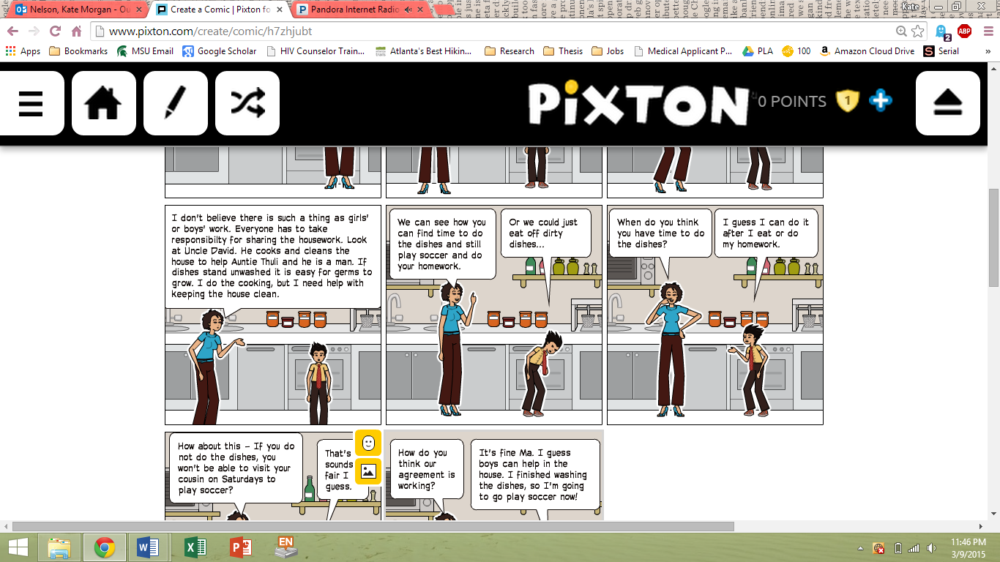 Nelson, Kate Morgan - Ou
Create a Comic | Pixton fo
Pandora Internet Radio
Kate
www.pixton.com/create/comic/h7zhjubt
2
ABP
Apps
Bookmarks
MSU Email
Google Scholar
HIV Counselor Train...
Atlanta's Best Hikin...
Research
Thesis
Jobs
Medical Applicant P...
PLA
100
Amazon Cloud Drive
Serial
»
PiXTON
0 POINTS
1
I don't believe there is such a thing as girls'
or boys' work. Everyone has to take
responsibilty for sharing the housework. Look
at Uncle David. He cooks and cleans the
house to help Auntie Thuli and he is a man. If
dishes stand unwashed it is easy for germs to
grow. I do the cooking, but I need help with
keeping the house clean.
We can see how you
can find time to do
the dishes and still
play soccer and do
your homework.
Or we could just
eat off dirty
dishes...
When do you think
you have time to do
the dishes?
I guess I can do it
after I eat or do
my homework.
How about this - If you do
not do the dishes, you
won't be able to visit your
cousin on Saturdays to
play soccer?
That's
sounds
fair I
guess.
How do you
think our
agreement is
working?
It's fine Ma. I guess
boys can help in the
house. I finished washing
the dishes, so I'm going
to go play soccer now!
EN
11:46 PM
3/9/2015